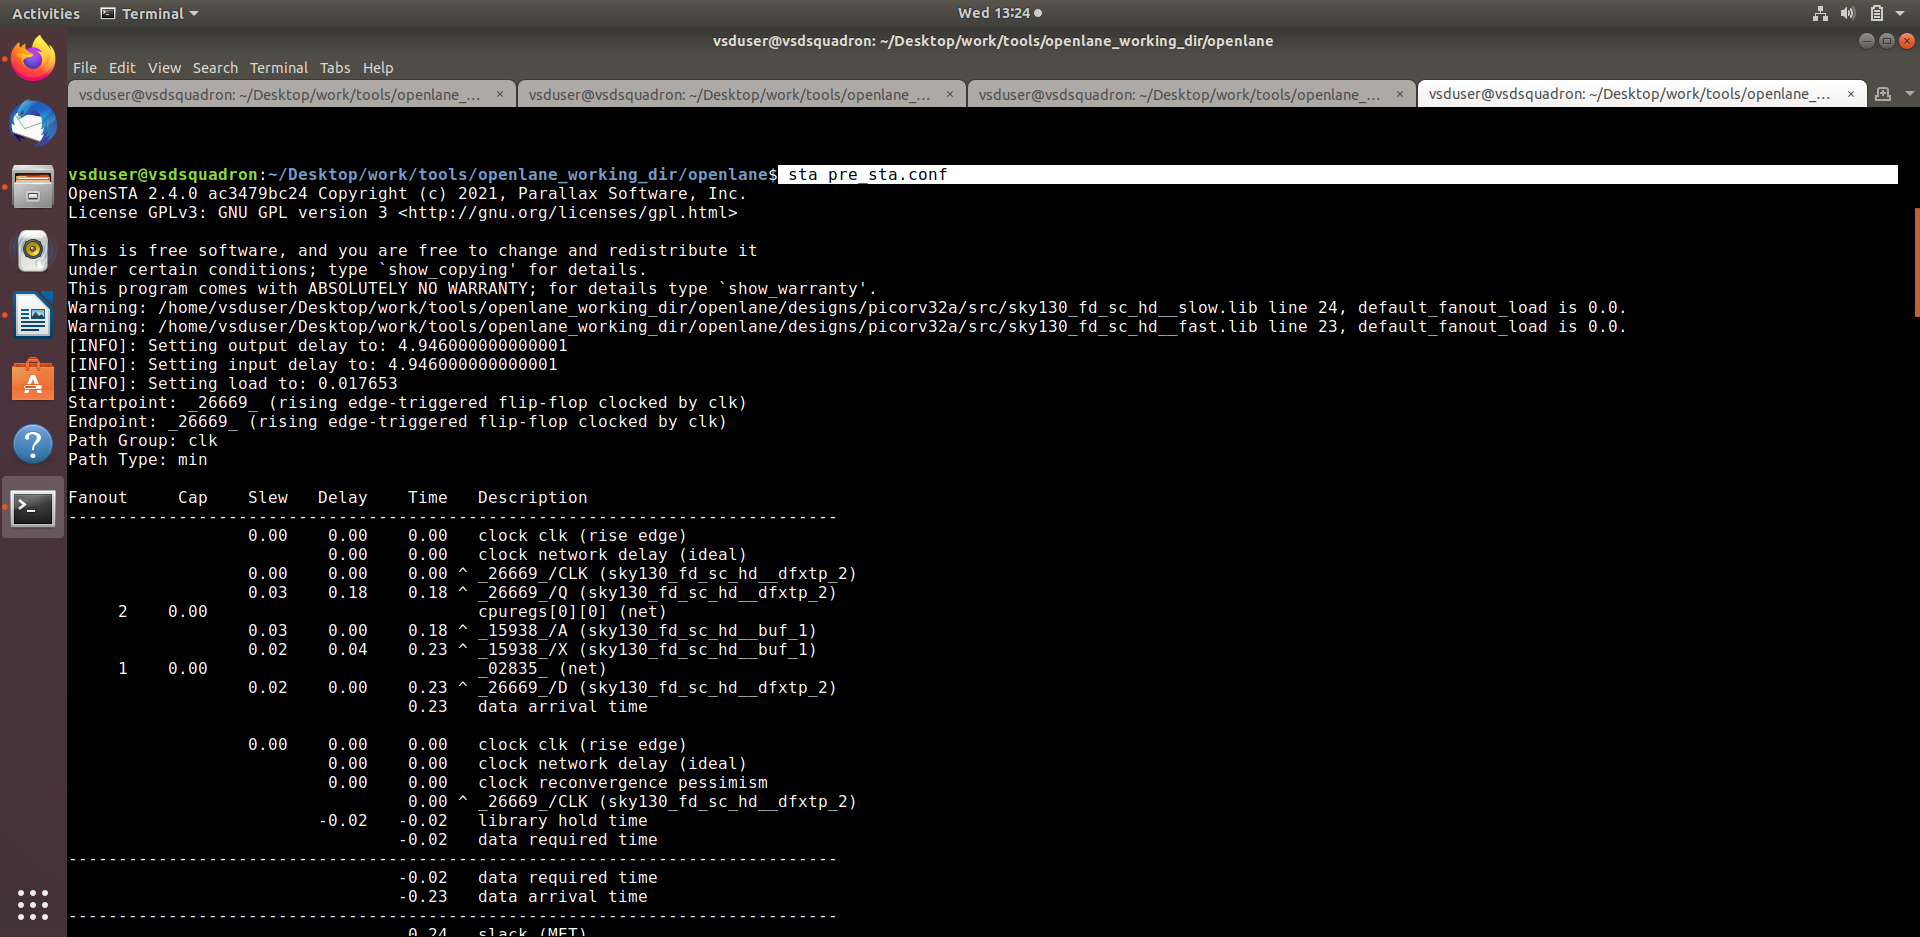 Activities Terminal Wed 13:24
vsduser@vsdsquadron: ~/Desktop/work/tools/openlane_working_dir/openlane
File Edit View Search Terminal Tabs Help
vsduser@vsdsquadron: ~/Desktop/work/tools/openlane_... × vsduser@vsdsquadron: ~/Desktop/work/tools/openlane_... × vsduser@vsdsquadron: ~/Desktop/work/tools/openlane_... × vsduser@vsdsquadron: ~/Desktop/work/tools/openlane_... ×
vsduser@vsdsquadron:~/Desktop/work/tools/openlane_working_dir/openlane$ sta pre_sta.conf
OpenSTA 2.4.0 ac3479bc24 Copyright (c) 2021, Parallax Software, Inc.
License GPLv3: GNU GPL version 3 <http://gnu.org/licenses/gpl.html>
This is free software, and you are free to change and redistribute it
under certain conditions; type `show_copying' for details.
This program comes with ABSOLUTELY NO WARRANTY; for details type `show_warranty'.
Warning: /home/vsduser/Desktop/work/tools/openlane_working_dir/openlane/designs/picorv32a/src/sky130_fd_sc_hd__slow.lib line 24, default_fanout_load is 0.0.
Warning: /home/vsduser/Desktop/work/tools/openlane_working_dir/openlane/designs/picorv32a/src/sky130_fd_sc_hd__fast.lib line 23, default_fanout_load is 0.0.
[INFO]: Setting output delay to: 4.946000000000001
[INFO]: Setting input delay to: 4.946000000000001
[INFO]: Setting load to: 0.017653
Startpoint: _26669_ (rising edge-triggered flip-flop clocked by clk)
Endpoint: _26669_ (rising edge-triggered flip-flop clocked by clk)
Path Group: clk
Path Type: min
Fanout Cap Slew Delay Time Description
-----------------------------------------------------------------------------
0.00 0.00 0.00 clock clk (rise edge)
0.00 0.00 clock network delay (ideal)
0.00 0.00 0.00 ^ _26669_/CLK (sky130_fd_sc_hd__dfxtp_2)
0.03 0.18 0.18 ^ _26669_/Q (sky130_fd_sc_hd__dfxtp_2)
2 0.00 cpuregs[0][0] (net)
0.03 0.00 0.18 ^ _15938_/A (sky130_fd_sc_hd__buf_1)
0.02 0.04 0.23 ^ _15938_/X (sky130_fd_sc_hd__buf_1)
1 0.00 _02835_ (net)
0.02 0.00 0.23 ^ _26669_/D (sky130_fd_sc_hd__dfxtp_2)
0.23 data arrival time
0.00 0.00 0.00 clock clk (rise edge)
0.00 0.00 clock network delay (ideal)
0.00 0.00 clock reconvergence pessimism
0.00 ^ _26669_/CLK (sky130_fd_sc_hd__dfxtp_2)
-0.02 -0.02 library hold time
-0.02 data required time
-----------------------------------------------------------------------------
-0.02 data required time
-0.23 data arrival time
-----------------------------------------------------------------------------
0.24 slack (MET)